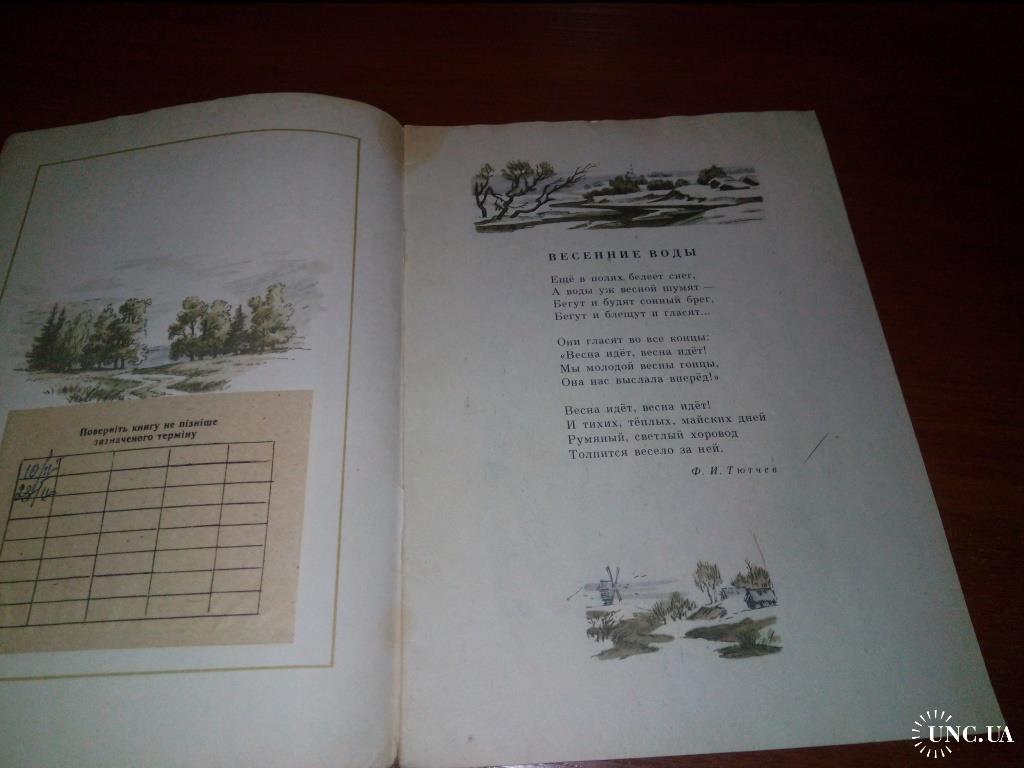 Поверніть книгу не пізніше
зазначеного терміну
ВЕСЕННИЕ ВОДЫ
Ещё в полях белеет снег,
А воды уж весной шумят —
Бегут и будят сонный брег,
Бегут и блещут и гласят...
Они гласят во все концы:
«Весна идёт, весна идёт!
Мы молодой весны гонцы,
Она нас выслала вперёд!»
Весна идёт, весна идёт!
И тихих, тёплых, майских дней
Румяный, светлый хоровод
Толпится весело за ней.
Ф. И. Тютчев
UNC.UA